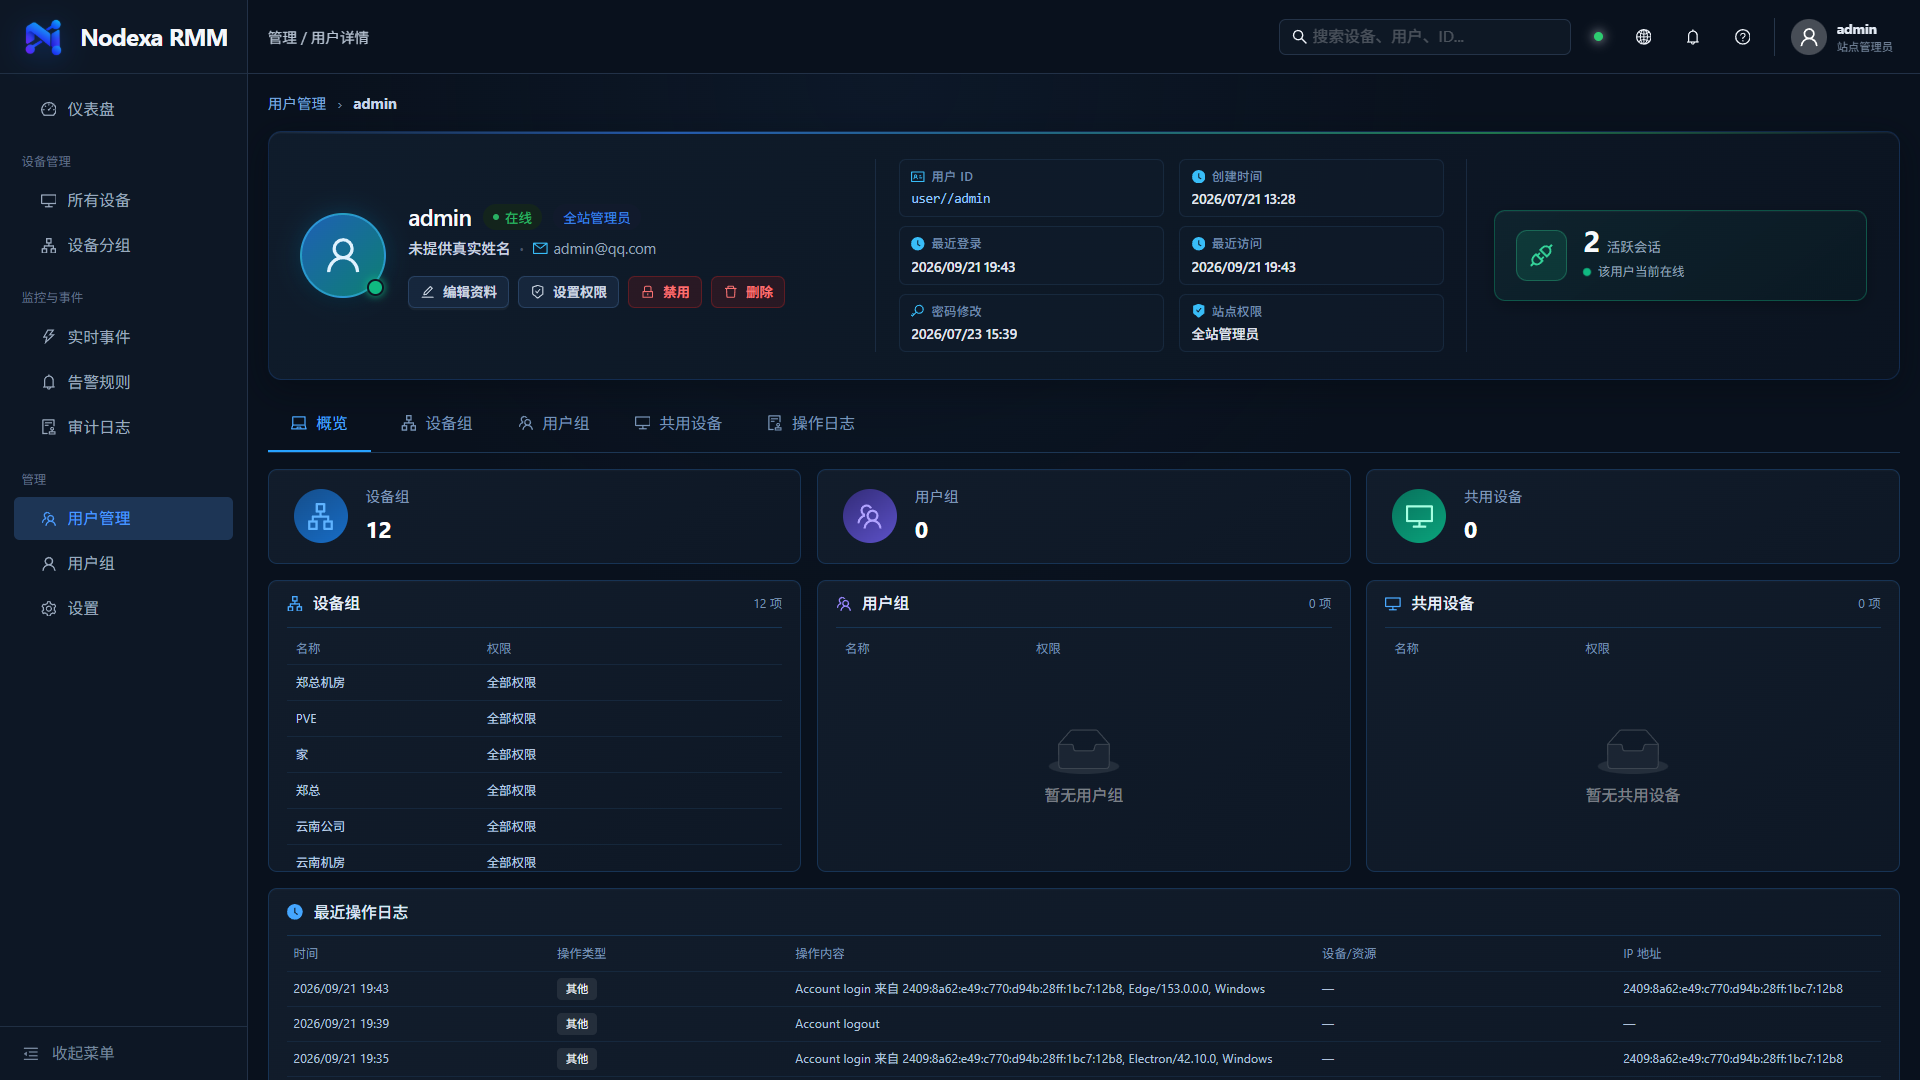 Nodexa RMM
管理 / 用户详情
搜索设备、用户、ID...
admin
站点管理员
仪表盘
设备管理
所有设备
设备分组
监控与事件
实时事件
告警规则
审计日志
管理
用户管理
用户组
设置
收起菜单
用户管理 › admin
admin 在线 全站管理员
未提供真实姓名 • admin@qq.com
编辑资料 设置权限 禁用 删除
用户 ID
user//admin
创建时间
2026/07/21 13:28
最近登录
2026/09/21 19:43
最近访问
2026/09/21 19:43
密码修改
2026/07/23 15:39
站点权限
全站管理员
2 活跃会话
该用户当前在线
概览 设备组 用户组 共用设备 操作日志
设备组
12
用户组
0
共用设备
0
设备组 12 项
名称 权限
郑总机房 全部权限
PVE 全部权限
家 全部权限
郑总 全部权限
云南公司 全部权限
云南机房 全部权限
用户组 0 项
名称 权限
暂无用户组
共用设备 0 项
名称 权限
暂无共用设备
最近操作日志
时间 操作类型 操作内容 设备/资源 IP 地址
2026/09/21 19:43 其他 Account login 来自 2409:8a62:e49:c770:d94b:28ff:1bc7:12b8, Edge/153.0.0.0, Windows — 2409:8a62:e49:c770:d94b:28ff:1bc7:12b8
2026/09/21 19:39 其他 Account logout — —
2026/09/21 19:35 其他 Account login 来自 2409:8a62:e49:c770:d94b:28ff:1bc7:12b8, Electron/42.10.0, Windows — 2409:8a62:e49:c770:d94b:28ff:1bc7:12b8